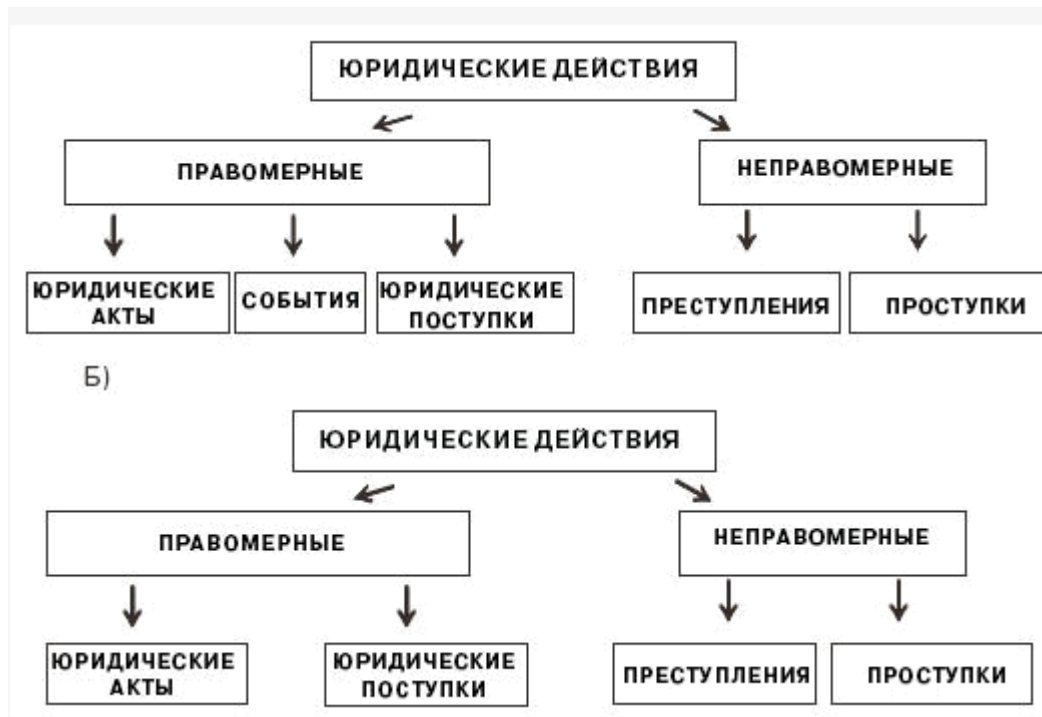 ЮРИДИЧЕСКИЕ ДЕЙСТВИЯ
ПРАВОМЕРНЫЕ
НЕПРАВОМЕРНЫЕ
ЮРИДИЧЕСКИЕ
АКТЫ
СОБЫТИЯ
ЮРИДИЧЕСКИЕ
ПОСТУПКИ
ПРЕСТУПЛЕНИЯ
ПРОСТУПКИ
Б)
ЮРИДИЧЕСКИЕ ДЕЙСТВИЯ
ПРАВОМЕРНЫЕ
НЕПРАВОМЕРНЫЕ
ЮРИДИЧЕСКИЕ
АКТЫ
ЮРИДИЧЕСКИЕ
ПОСТУПКИ
ПРЕСТУПЛЕНИЯ
ПРОСТУПКИ